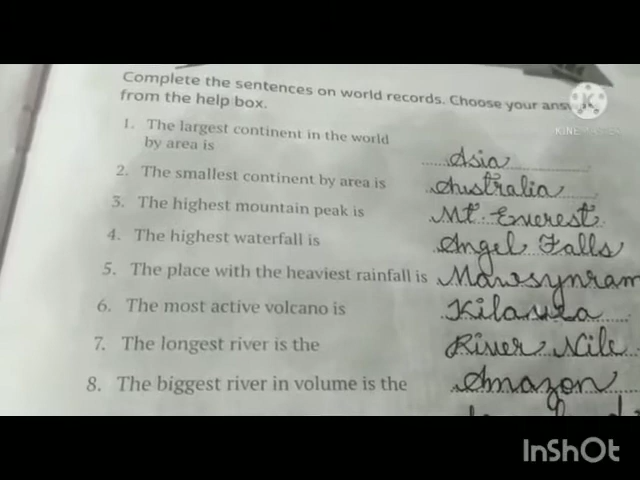 Complete the sentences on world records. Choose your
from the help box.
KINEMASTER
1. The largest continent in the world
by area is Asia
2. The smallest continent by area is Australia
3. The highest mountain peak is Mt. Everest
4. The highest waterfall is Angel Falls
5. The place with the heaviest rainfall is Mawsynram
6. The most active volcano is Kilauea
7. The longest river is the River Nile
8. The biggest river in volume is the Amazon
InShOt